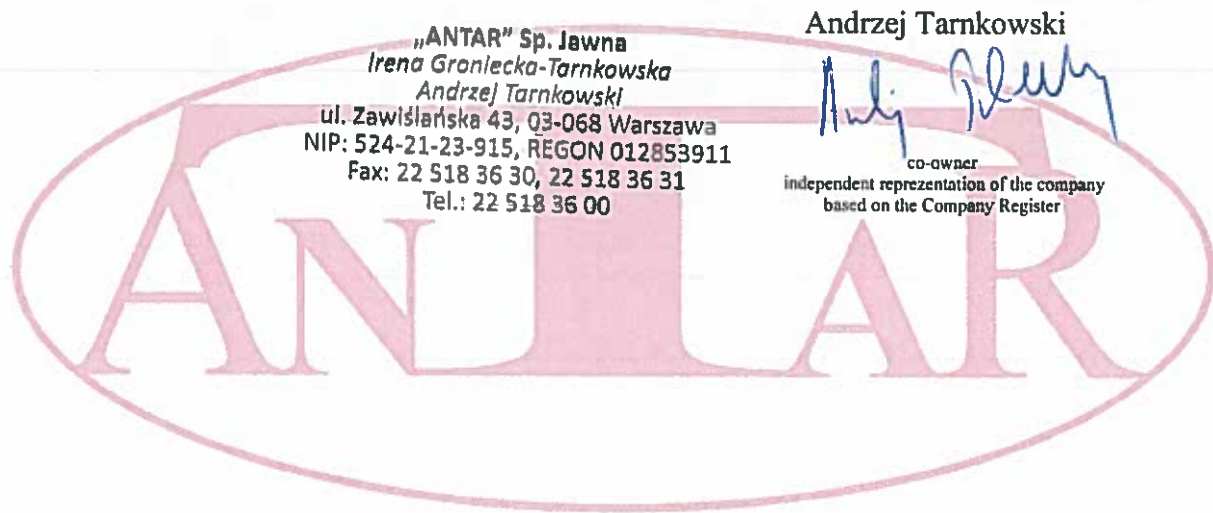 „ANTAR" Sp. Jawna
Irena Groniecka-Tarnkowska
Andrzej Tarnkowski
ul. Zawiślańska 43, 03-068 Warszawa
NIP: 524-21-23-915, REGON 012853911
Fax: 22 518 36 30, 22 518 36 31
Tel.: 22 518 36 00
Andrzej Tarnkowski
co-owner
independent reprezentation of the company
based on the Company Register
ANTAR